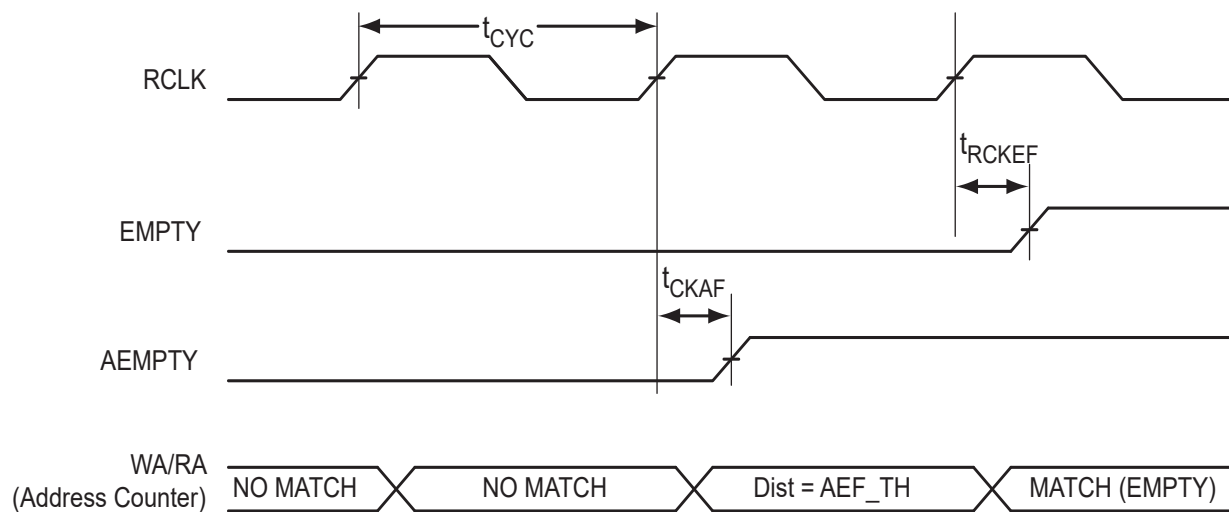 tCYC
RCLK
tRCKEF
EMPTY
tCKAF
AEMPTY
WA/RA
(Address Counter)
NO MATCH
NO MATCH
Dist = AEF_TH
MATCH (EMPTY)